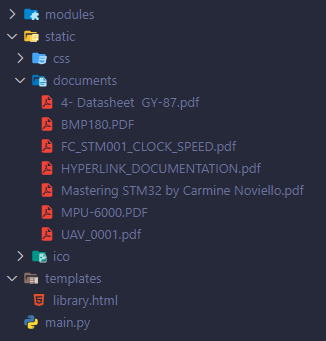 modules
static
css
documents
4- Datasheet  GY-87.pdf
BMP180.PDF
FC_STM001_CLOCK_SPEED.pdf
HYPERLINK_DOCUMENTATION.pdf
Mastering STM32 by Carmine Noviello.pdf
MPU-6000.PDF
UAV_0001.pdf
ico
templates
library.html
main.py